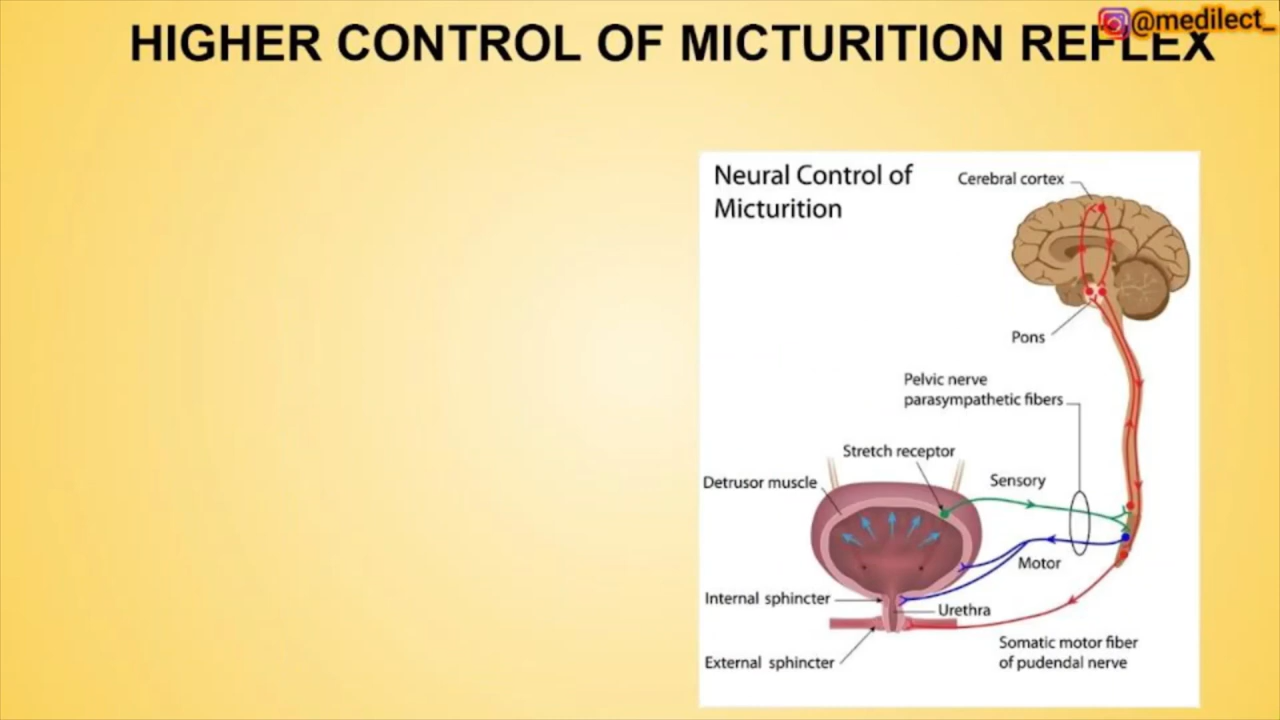 @medilect_
HIGHER CONTROL OF MICTURITION REFLEX
Neural Control of
Micturition
Cerebral cortex
Pons
Pelvic nerve
parasympathetic fibers
Stretch receptor
Detrusor muscle
Sensory
Motor
Internal sphincter
Urethra
External sphincter
Somatic motor fiber
of pudendal nerve